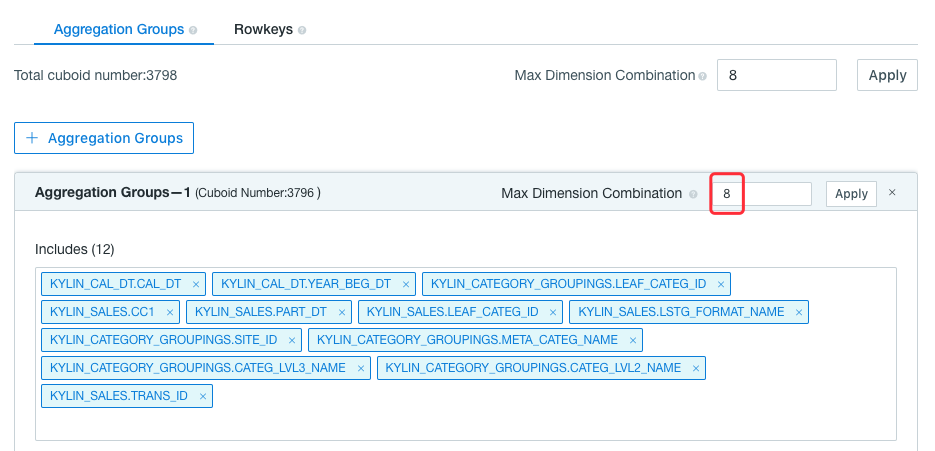 Aggregation Groups Rowkeys
Total cuboid number:3798 Max Dimension Combination 8 Apply
+ Aggregation Groups
Aggregation Groups—1 (Cuboid Number:3796 ) Max Dimension Combination 8 Apply ×
Includes (12)
KYLIN_CAL_DT.CAL_DT × KYLIN_CAL_DT.YEAR_BEG_DT × KYLIN_CATEGORY_GROUPINGS.LEAF_CATEG_ID ×
KYLIN_SALES.CC1 × KYLIN_SALES.PART_DT × KYLIN_SALES.LEAF_CATEG_ID × KYLIN_SALES.LSTG_FORMAT_NAME ×
KYLIN_CATEGORY_GROUPINGS.SITE_ID × KYLIN_CATEGORY_GROUPINGS.META_CATEG_NAME ×
KYLIN_CATEGORY_GROUPINGS.CATEG_LVL3_NAME × KYLIN_CATEGORY_GROUPINGS.CATEG_LVL2_NAME ×
KYLIN_SALES.TRANS_ID ×